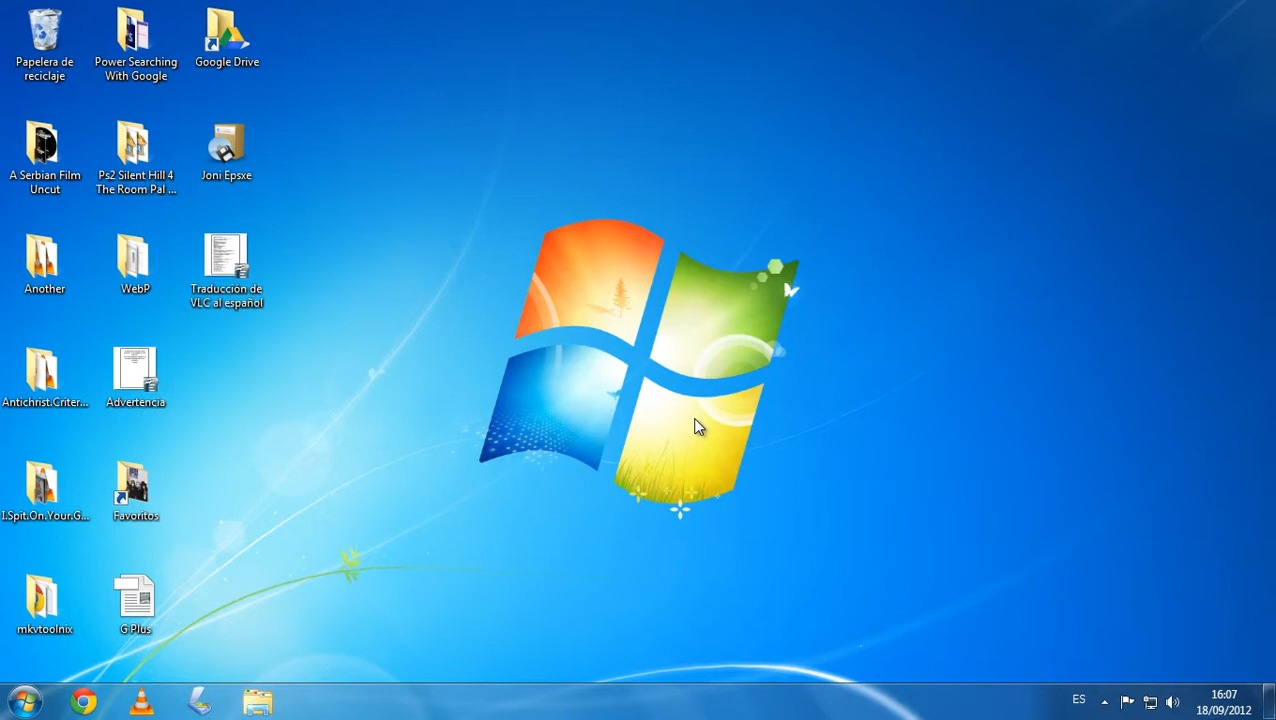 Papelera de
reciclaje
Power Searching
With Google
Google Drive
A Serbian Film
Uncut
Ps2 Silent Hill 4
The Room Pal ...
Joni Epsxe
Another
WebP
Traducción de
VLC al español
Antichrist.Criter...
Advertencia
I.Spit.On.Your.G...
Favoritos
mkvtoolnix
G Plus
ES
16:07
18/09/2012